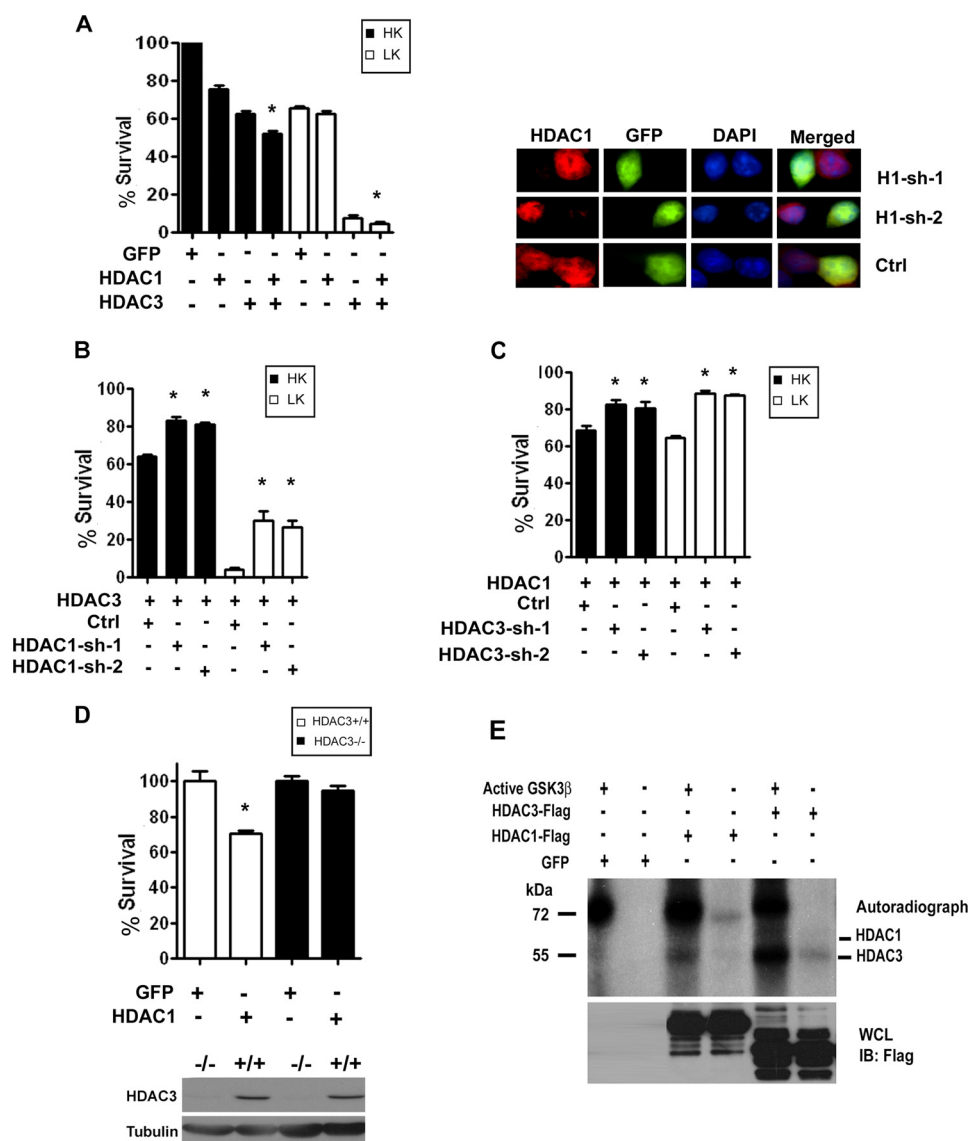 A
HK
LK
100
80
60
40
20
0
% Survival
* *
GFP + - - - + - - -
HDAC1 - + - + - + - +
HDAC3 - - + + - - + +
HDAC1 GFP DAPI Merged
H1-sh-1
H1-sh-2
Ctrl
B
HK
LK
100
80
60
40
20
0
% Survival
* * * *
HDAC3 + + + + + +
Ctrl + - - + - -
HDAC1-sh-1 - + - - + -
HDAC1-sh-2 - - + - - +
C
HK
LK
100
80
60
40
20
0
% Survival
* * * *
HDAC1 + + + + + +
Ctrl + - - + - -
HDAC3-sh-1 - + - - + -
HDAC3-sh-2 - - + - - +
D
HDAC3+/+
HDAC3-/-
100
80
60
40
20
0
% Survival
*
GFP + - + -
HDAC1 - + - +
-/- +/+ -/- +/+
HDAC3
Tubulin
E
Active GSK3β + - + - + -
HDAC3-Flag - - - - + +
HDAC1-Flag - - + + - -
GFP + + - - - -
kDa
72
55
Autoradiograph
HDAC1
HDAC3
WCL
IB: Flag